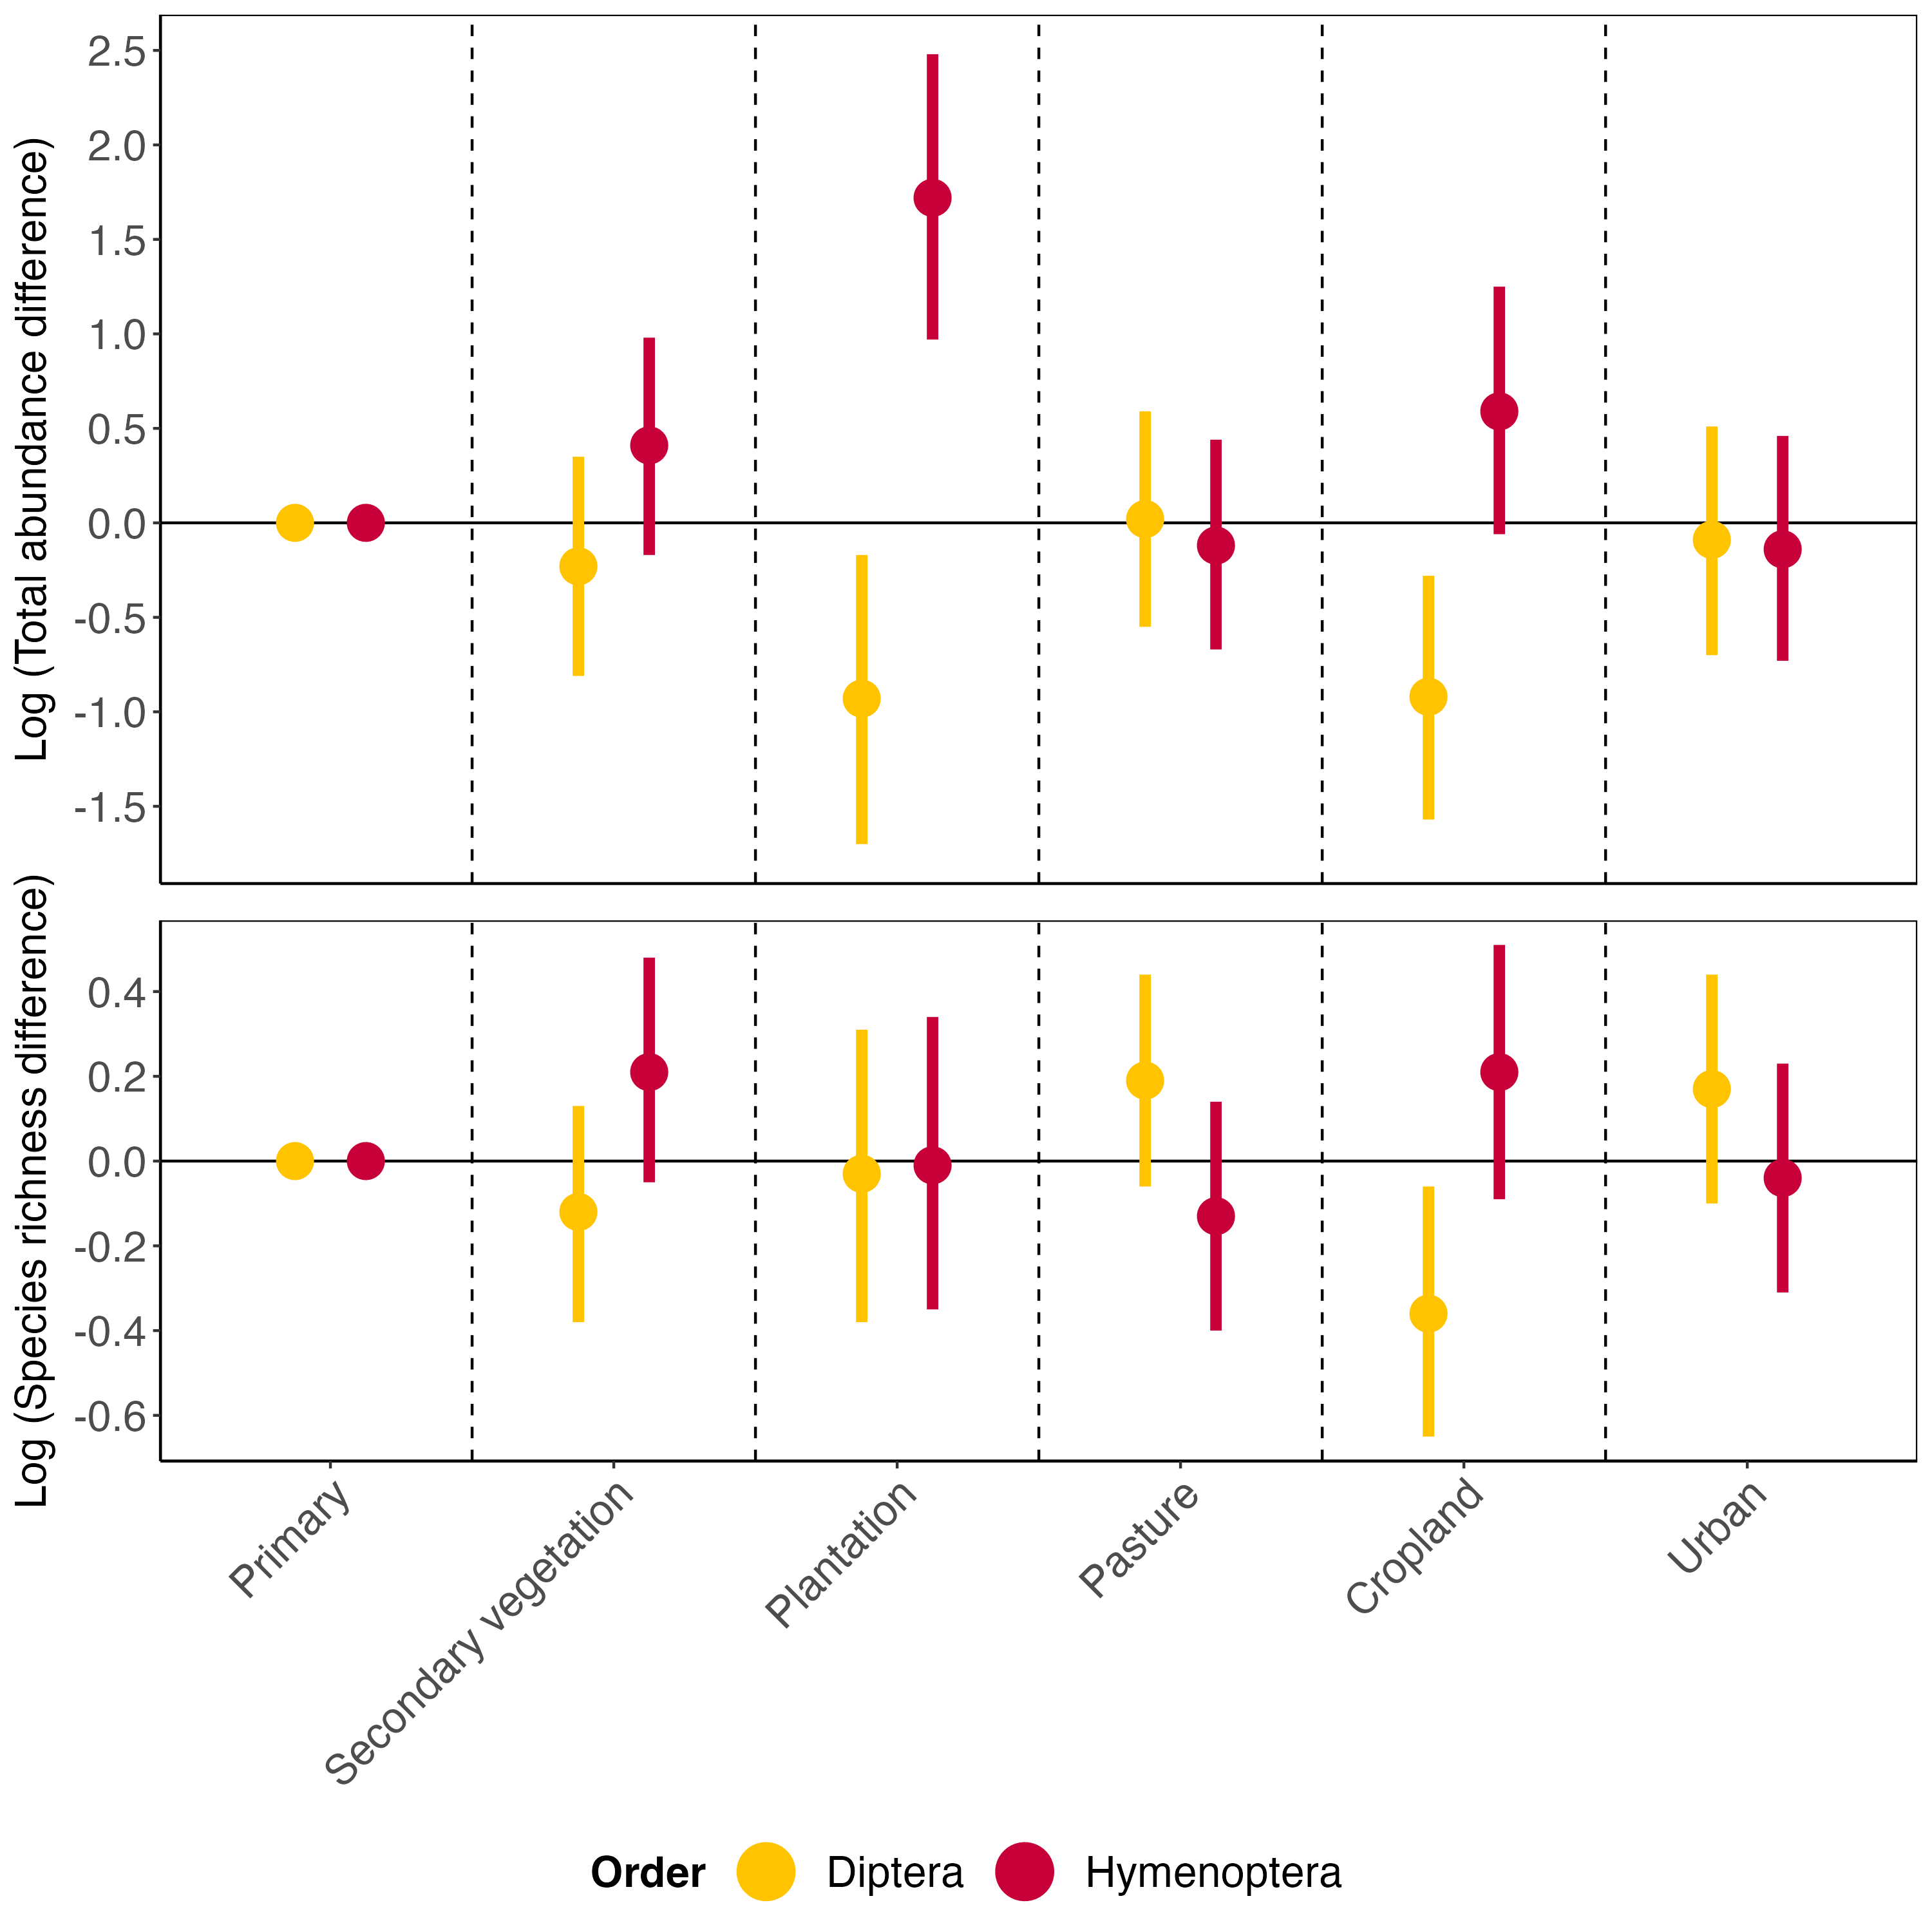 Log (Total abundance difference)
2.5
2.0
1.5
1.0
0.5
0.0
-0.5
-1.0
-1.5
Log (Species richness difference)
0.4
0.2
0.0
-0.2
-0.4
-0.6
Primary
Secondary vegetation
Plantation
Pasture
Cropland
Urban
Order Diptera Hymenoptera